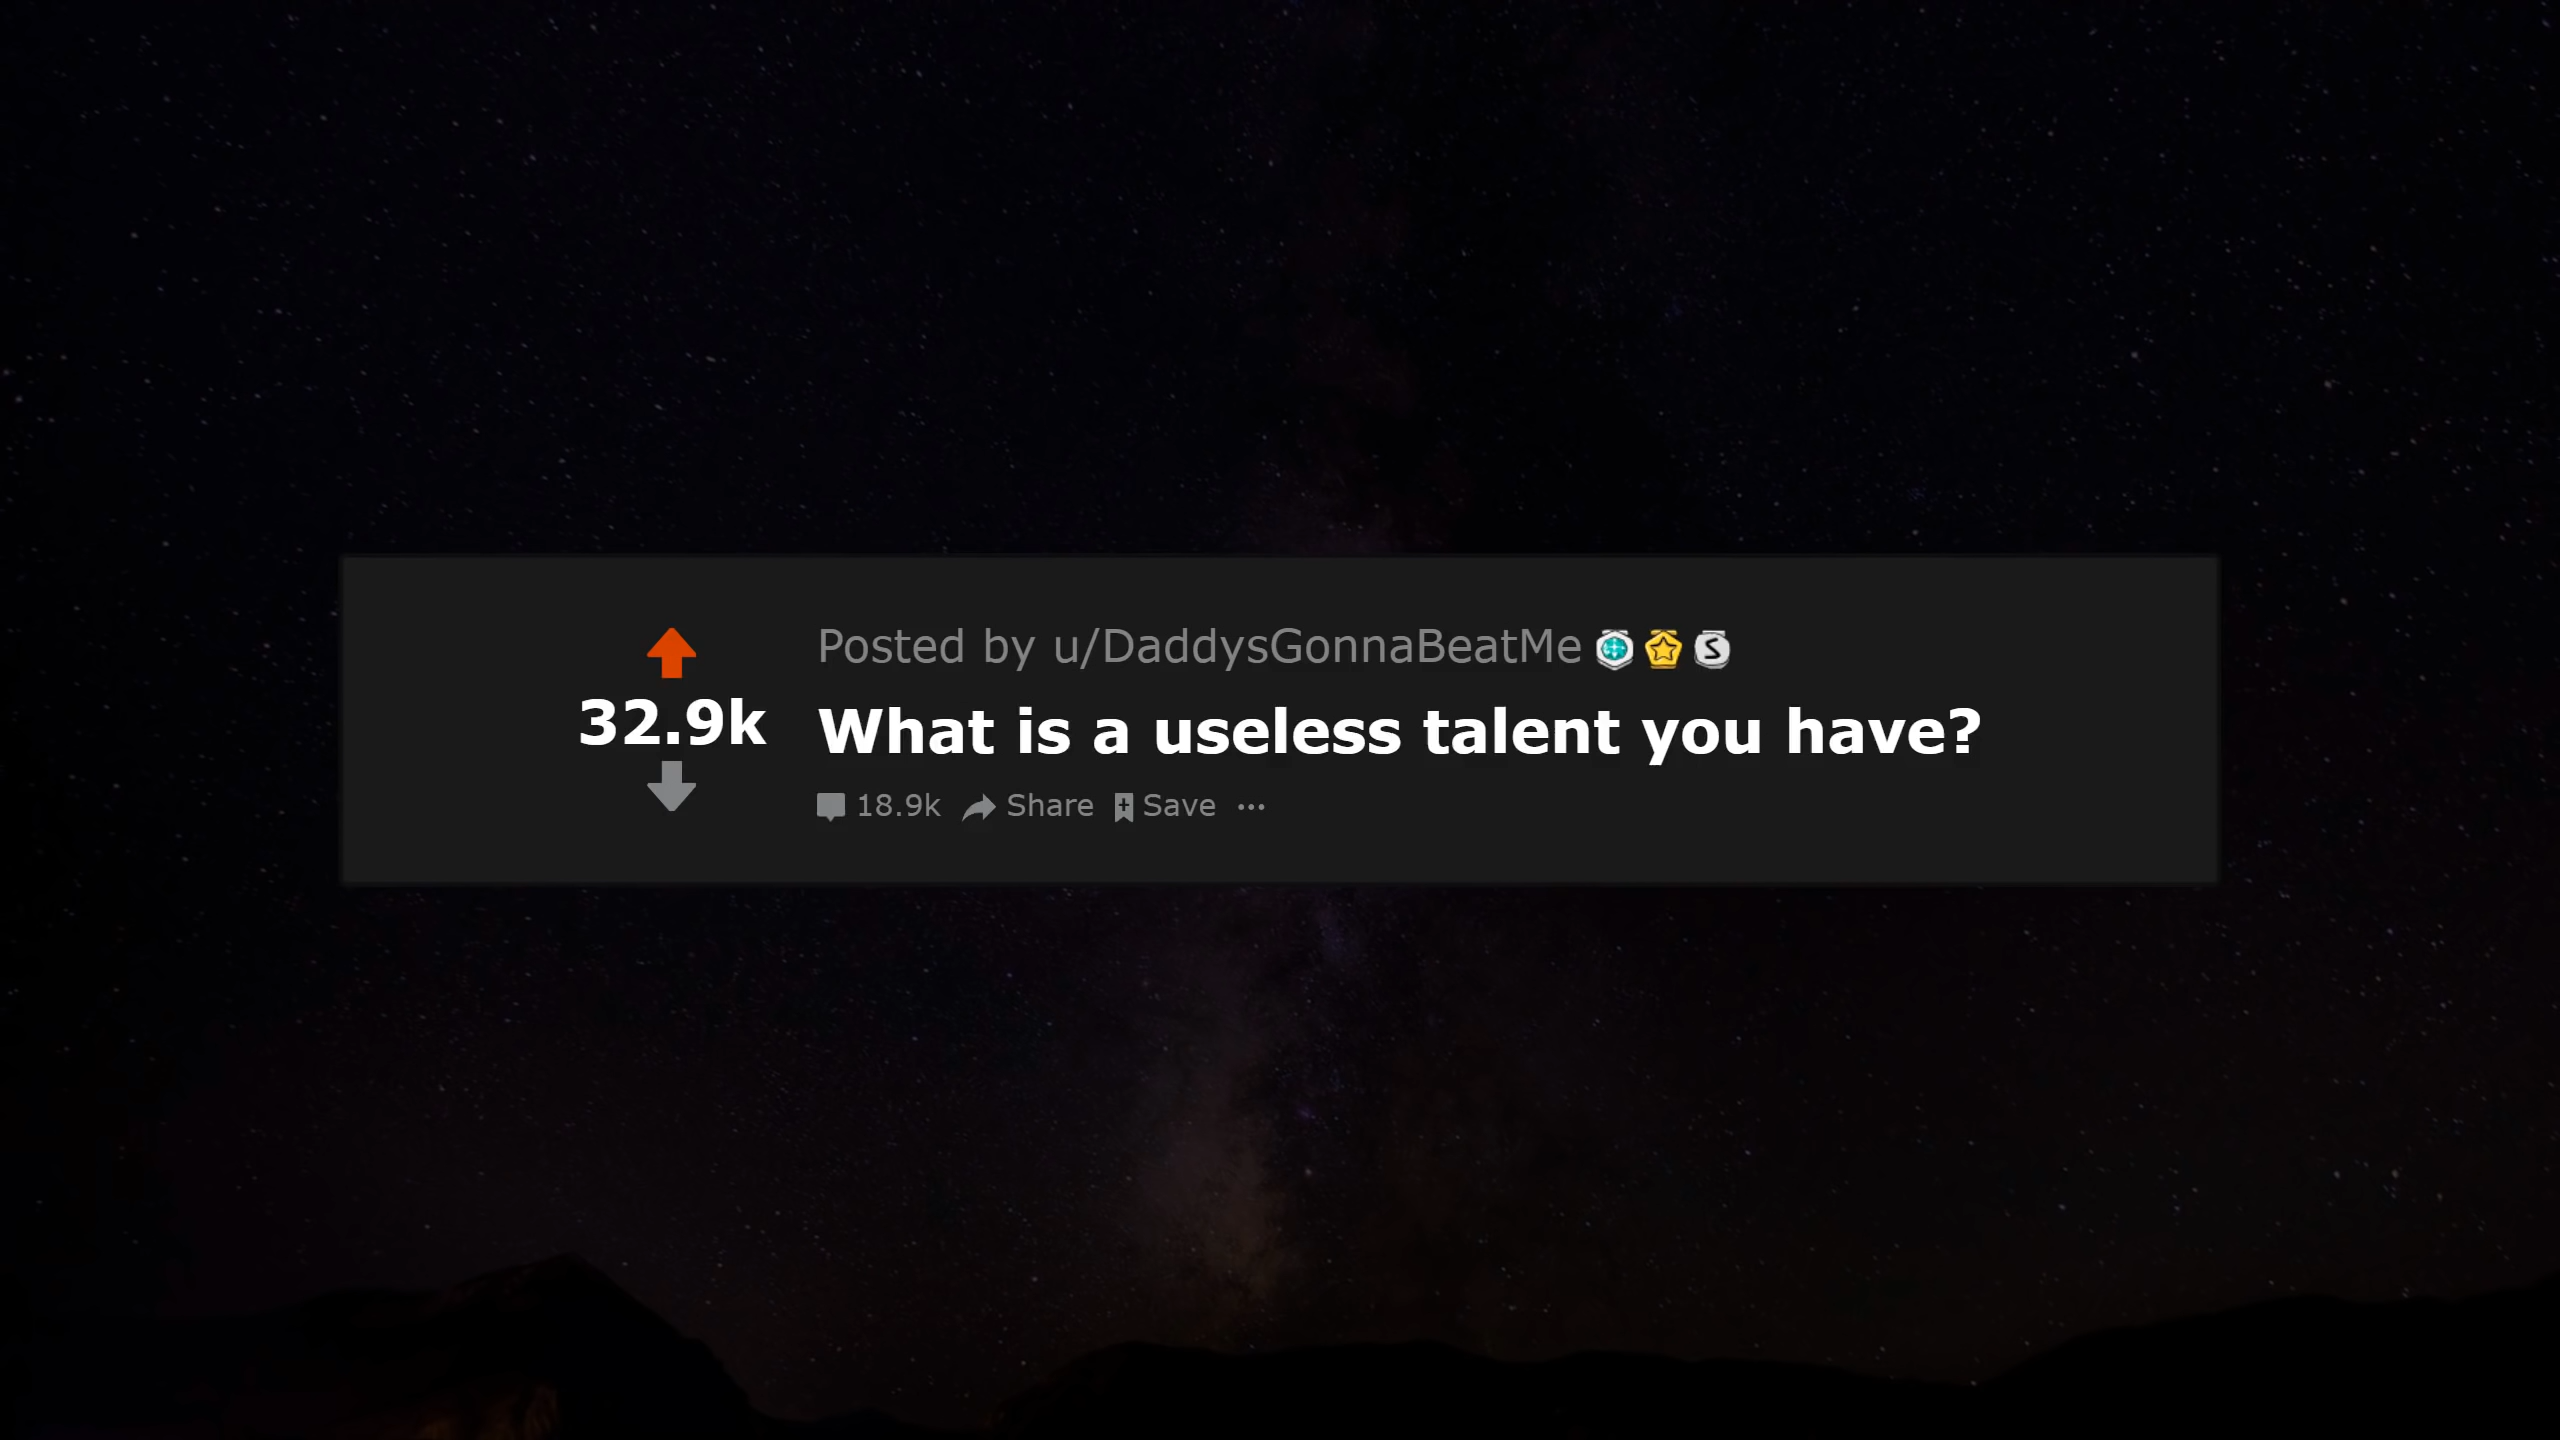 Posted by u/DaddysGonnaBeatMe
32.9k
What is a useless talent you have?
18.9k Share Save ...